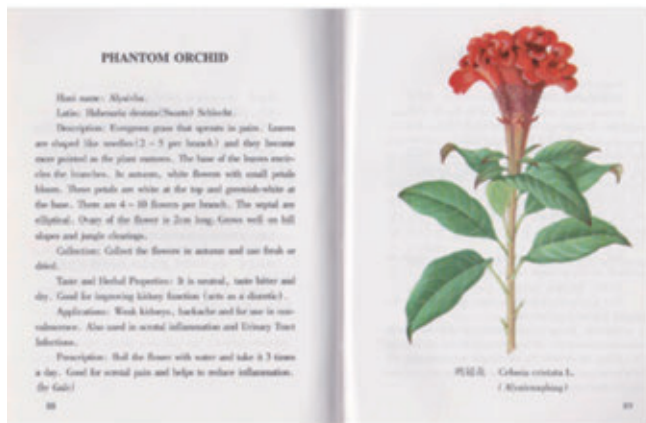 PHANTOM ORCHID
Hani name:
Latin: Habenaria dentata(Swartz) Schlecht.
Description: Evergreen grass that sprouts in pairs. Leaves
are shaped like needles(2 - 5 per branch) and they become
more pointed as the plant matures. The base of the leaves encir-
cles the branches. In autumn, white flowers with small petals
bloom. Three petals are white at the top and greenish-white at
the base. There are 4 - 10 flowers per branch. The septal are
elliptical. Ovary of the flower is 2cm long. Grows well on hill
slopes and jungle clearings.
Collection: Collect the flowers in autumn and use fresh or
dried.
Taste and Herbal Properties: It is neutral, taste bitter and
dry. Good for improving kidney function (acts as a diuretic).
Applications: Weak kidneys, backache and for use in con-
valescence. Also used in scrotal inflammation and Urinary Tract
Infections.
Prescription: Boil the flower with water and take it 3 times
a day. Good for scrotal pain and helps to reduce inflammation.
88
鸡冠花 Celosia cristata L.
89